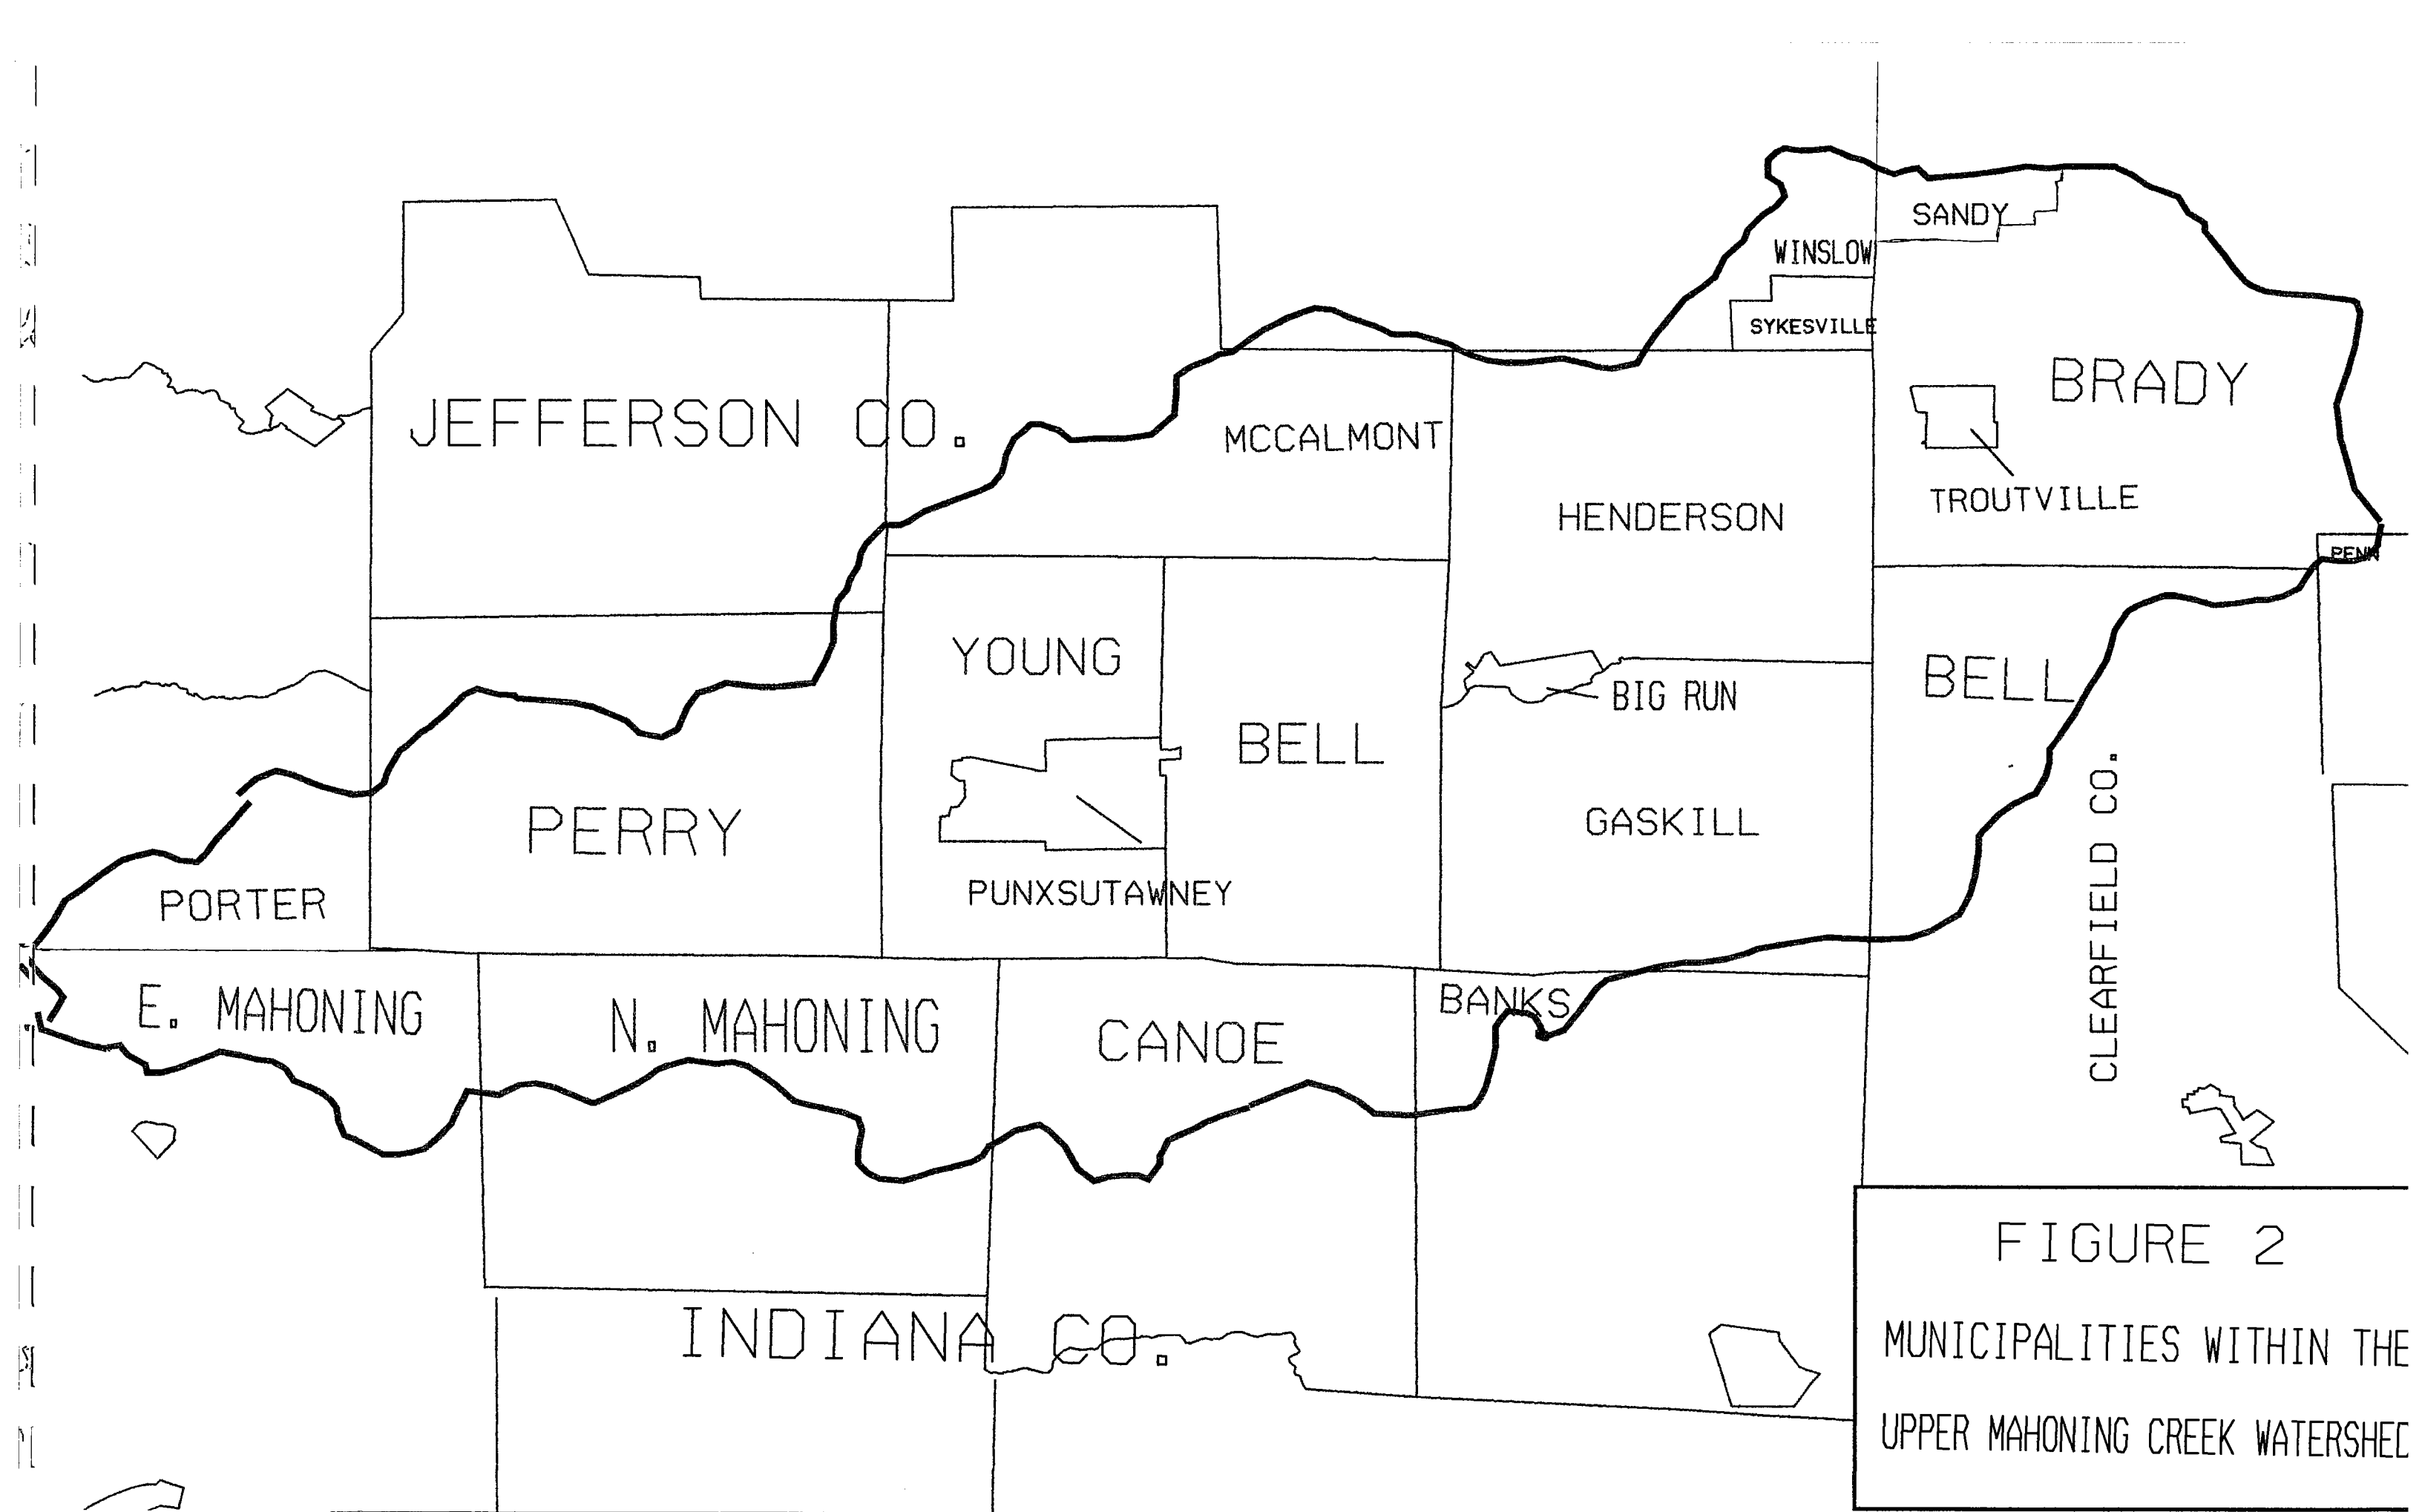 SANDY
WINSLOW
SYKESVILLE
BRADY
JEFFERSON CO.
MCCALMONT
TROUTVILLE
HENDERSON
PENN
YOUNG
BELL
BIG RUN
BELL
GASKILL
PERRY
CLEARFIELD CO.
PUNXSUTAWNEY
PORTER
BANKS
E. MAHONING
N. MAHONING
CANOE
INDIANA CO.
FIGURE 2
MUNICIPALITIES WITHIN THE
UPPER MAHONING CREEK WATERSHED